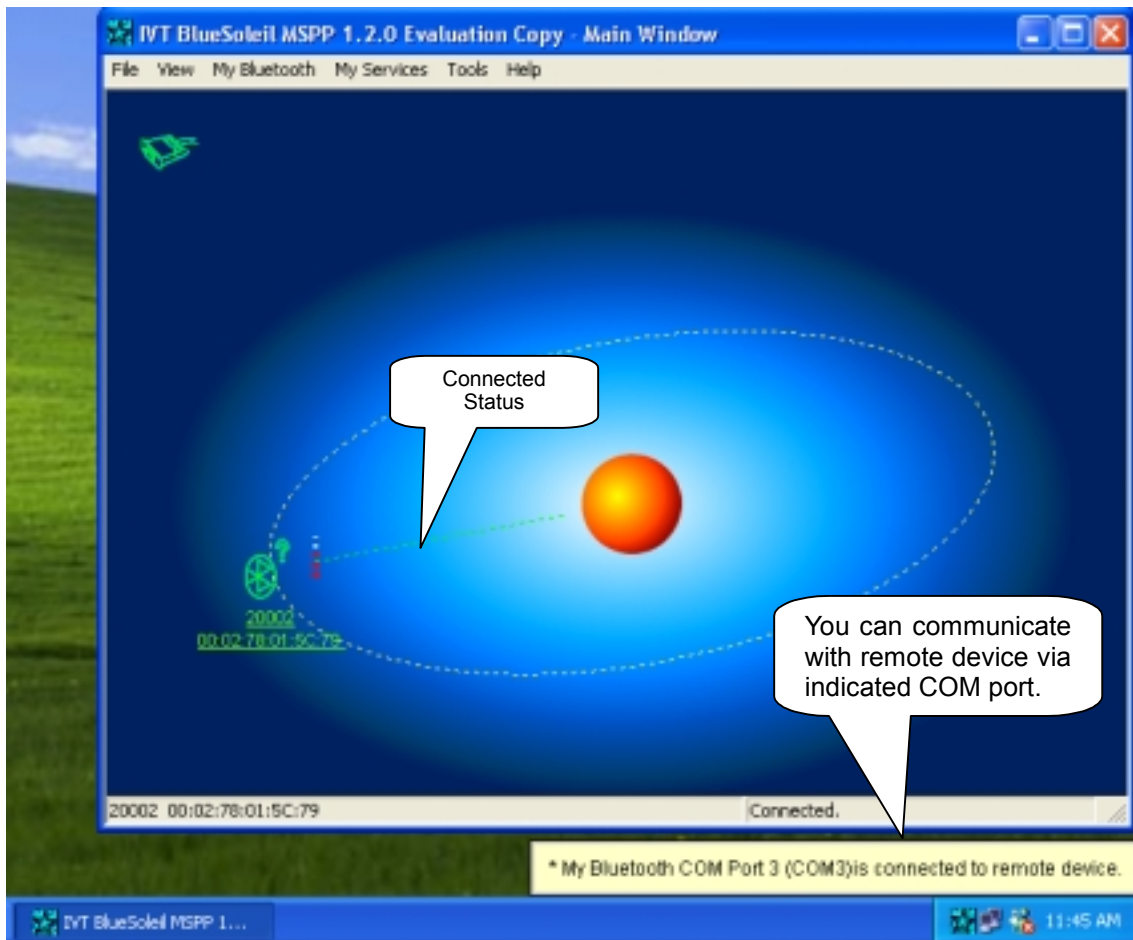 IVT BlueSoleil MSPP 1.2.0 Evaluation Copy - Main Window
File View My Bluetooth My Services Tools Help
Connected
Status
20002
00:02:78:01:5C:79
You can communicate
with remote device via
indicated COM port.
20002 00:02:78:01:5C:79 Connected.
* My Bluetooth COM Port 3 (COM3)is connected to remote device.
IVT BlueSoleil MSPP 1... 11:45 AM